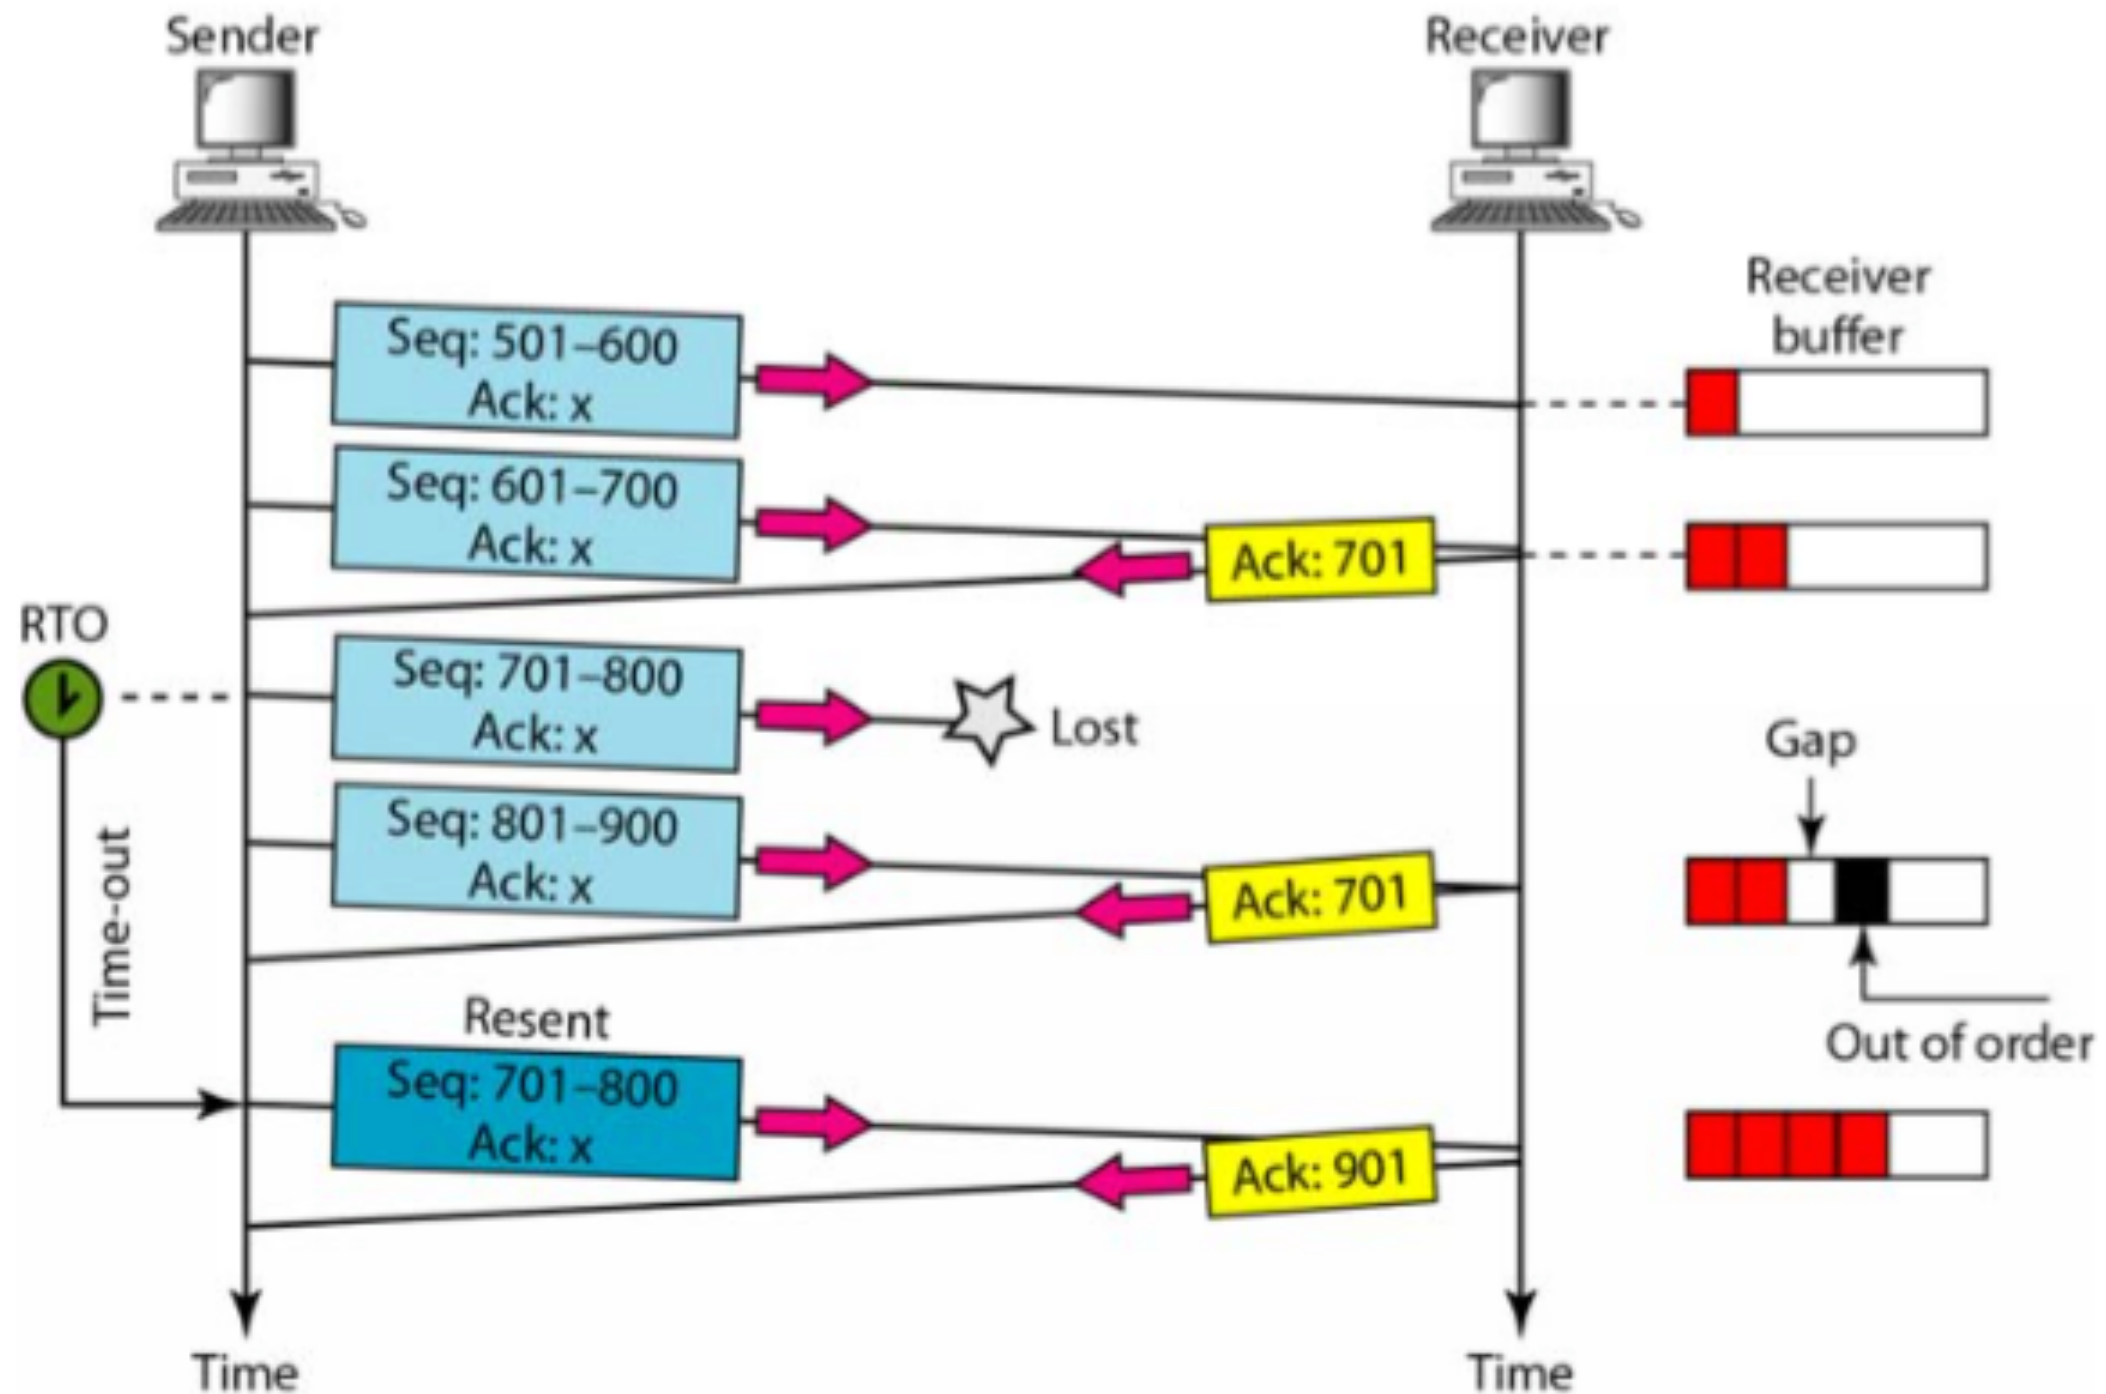 Sender
Receiver
Receiver
buffer
Seq: 501–600
Ack: x
Seq: 601–700
Ack: x
Ack: 701
RTO
Seq: 701–800
Ack: x
Lost
Gap
Time-out
Seq: 801–900
Ack: x
Ack: 701
Out of order
Resent
Seq: 701–800
Ack: x
Ack: 901
Time
Time